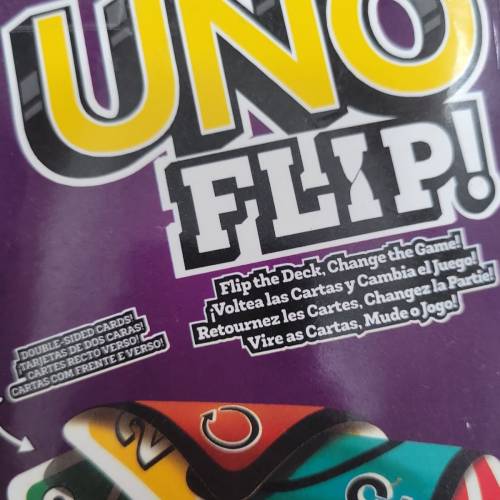 UNO
FLIP!
Flip the Deck, Change the Game!
¡Voltea las Cartas y Cambia el Juego!
Retournez les Cartes, Changez la Partie!
Vire as Cartas, Mude o Jogo!
DOUBLE-SIDED CARDS!
¡TARJETAS DE DOS CARAS!
CARTES RECTO VERSO!
CARTAS COM FRENTE E VERSO!
2